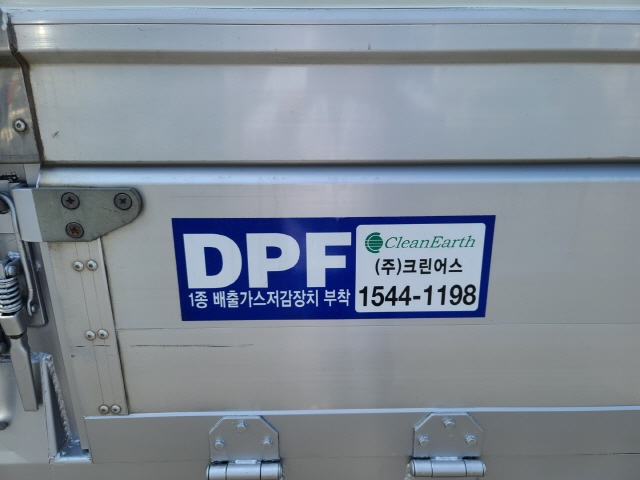 DPF
1종 배출가스저감장치 부착
CleanEarth
(주)크린어스
1544-1198